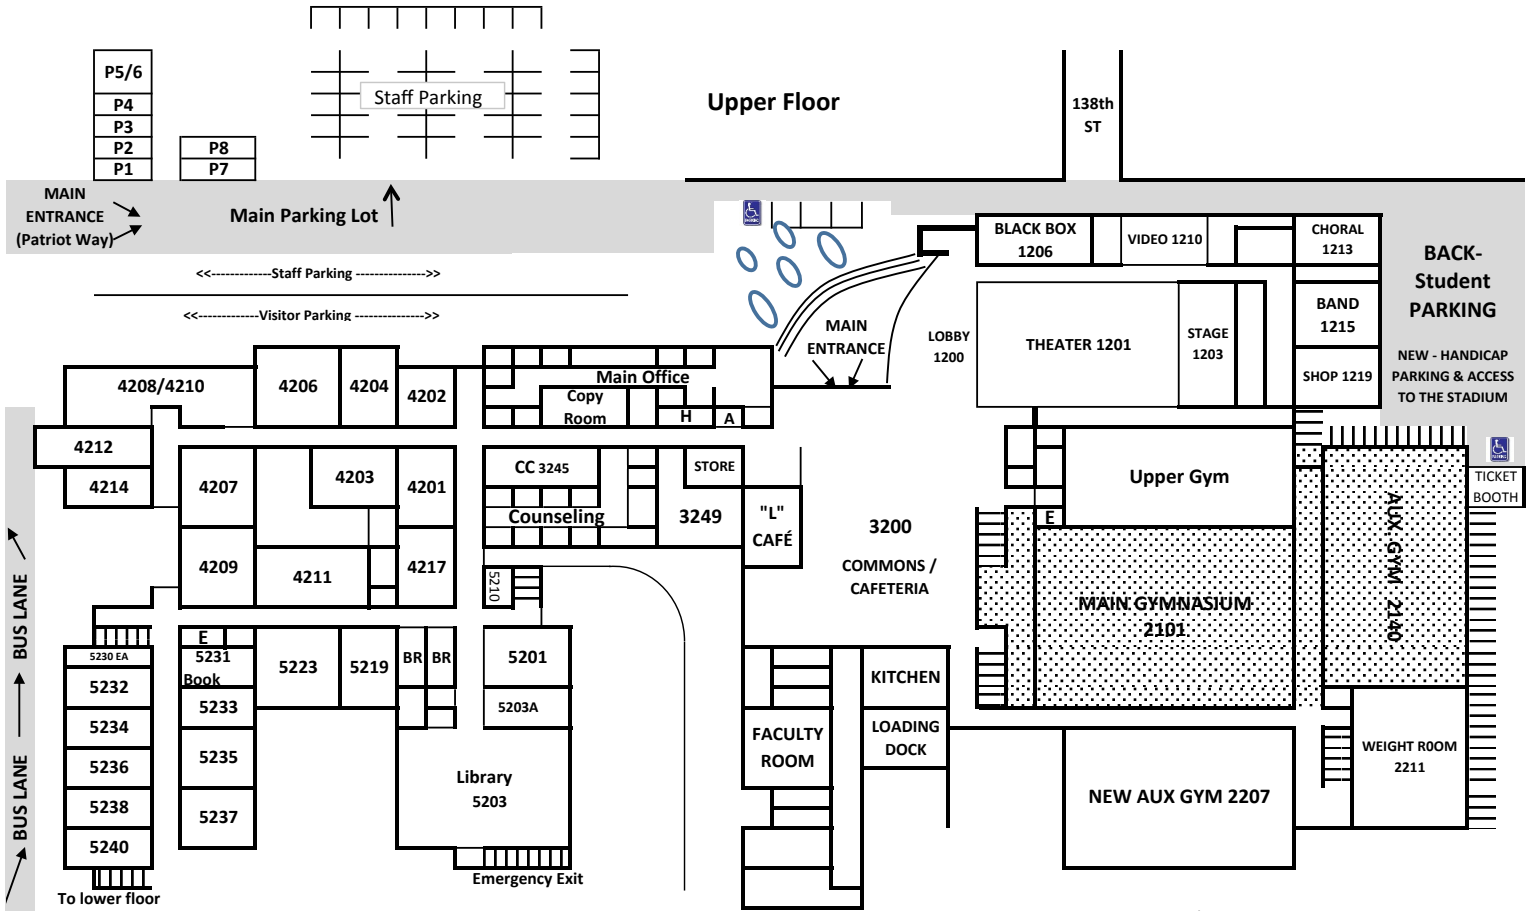 P5/6
P4
P3
P2
P1
P8
P7
Staff Parking
Upper Floor
138th
ST
MAIN
ENTRANCE
(Patriot Way)
Main Parking Lot
<<-------------Staff Parking --------------->>
<<-------------Visitor Parking --------------->>
BLACK BOX
1206
VIDEO 1210
CHORAL
1213
BACK-
Student
PARKING
NEW - HANDICAP
PARKING & ACCESS
TO THE STADIUM
MAIN
ENTRANCE
LOBBY
1200
THEATER 1201
STAGE
1203
BAND
1215
SHOP 1219
4208/4210
4206
4204
4202
Main Office
Copy
Room
H
A
4212
4214
4207
4203
4201
CC 3245
STORE
Counseling
3249
"L"
CAFÉ
3200
COMMONS /
CAFETERIA
Upper Gym
E
TICKET
BOOTH
AUX GYM 2140
MAIN GYMNASIUM
2101
4209
4211
4217
5210
BUS LANE
BUS LANE
E
5230 EA
5231
Book
5223
5219
BR
BR
5201
5232
5233
5203A
5234
5235
5236
5238
5237
5240
Library
5203
Emergency Exit
To lower floor
KITCHEN
FACULTY
ROOM
LOADING
DOCK
NEW AUX GYM 2207
WEIGHT R0OM
2211